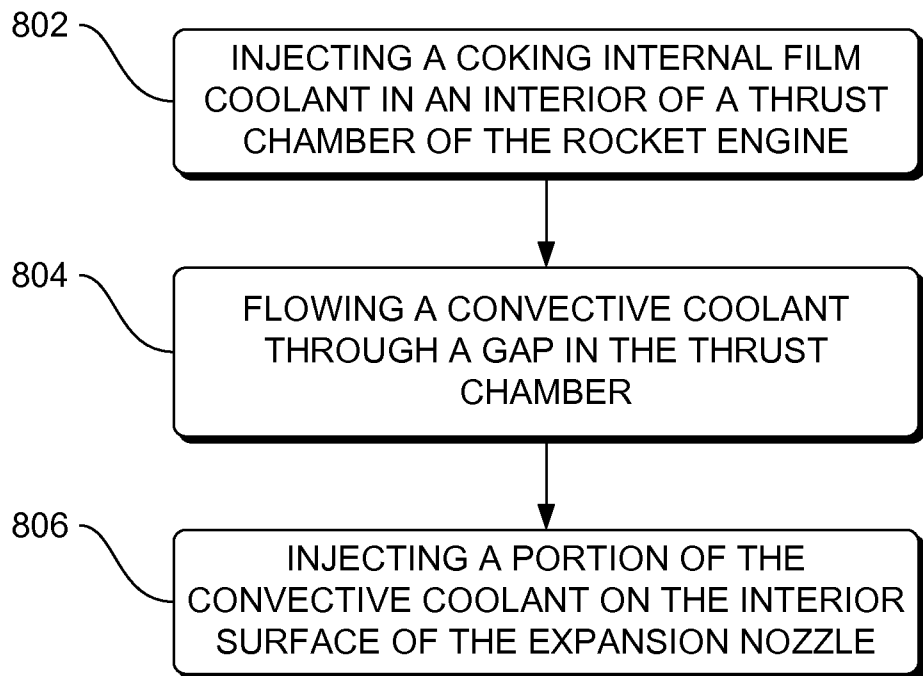 802
INJECTING A COKING INTERNAL FILM
COOLANT IN AN INTERIOR OF A THRUST
CHAMBER OF THE ROCKET ENGINE
804
FLOWING A CONVECTIVE COOLANT
THROUGH A GAP IN THE THRUST
CHAMBER
806
INJECTING A PORTION OF THE
CONVECTIVE COOLANT ON THE INTERIOR
SURFACE OF THE EXPANSION NOZZLE